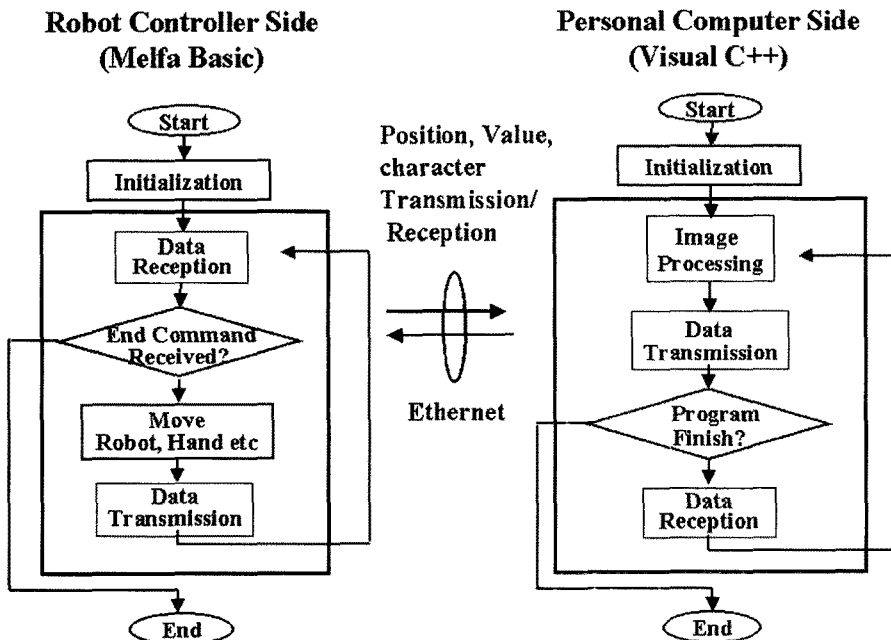 Robot Controller Side
(Melfa Basic)
Start
Initialization
Data
Reception
End Command
Received?
Move
Robot, Hand etc
Data
Transmission
End
Position, Value,
character
Transmission/
Reception
Ethernet
Personal Computer Side
(Visual C++)
Start
Initialization
Image
Processing
Data
Transmission
Program
Finish?
Data
Reception
End